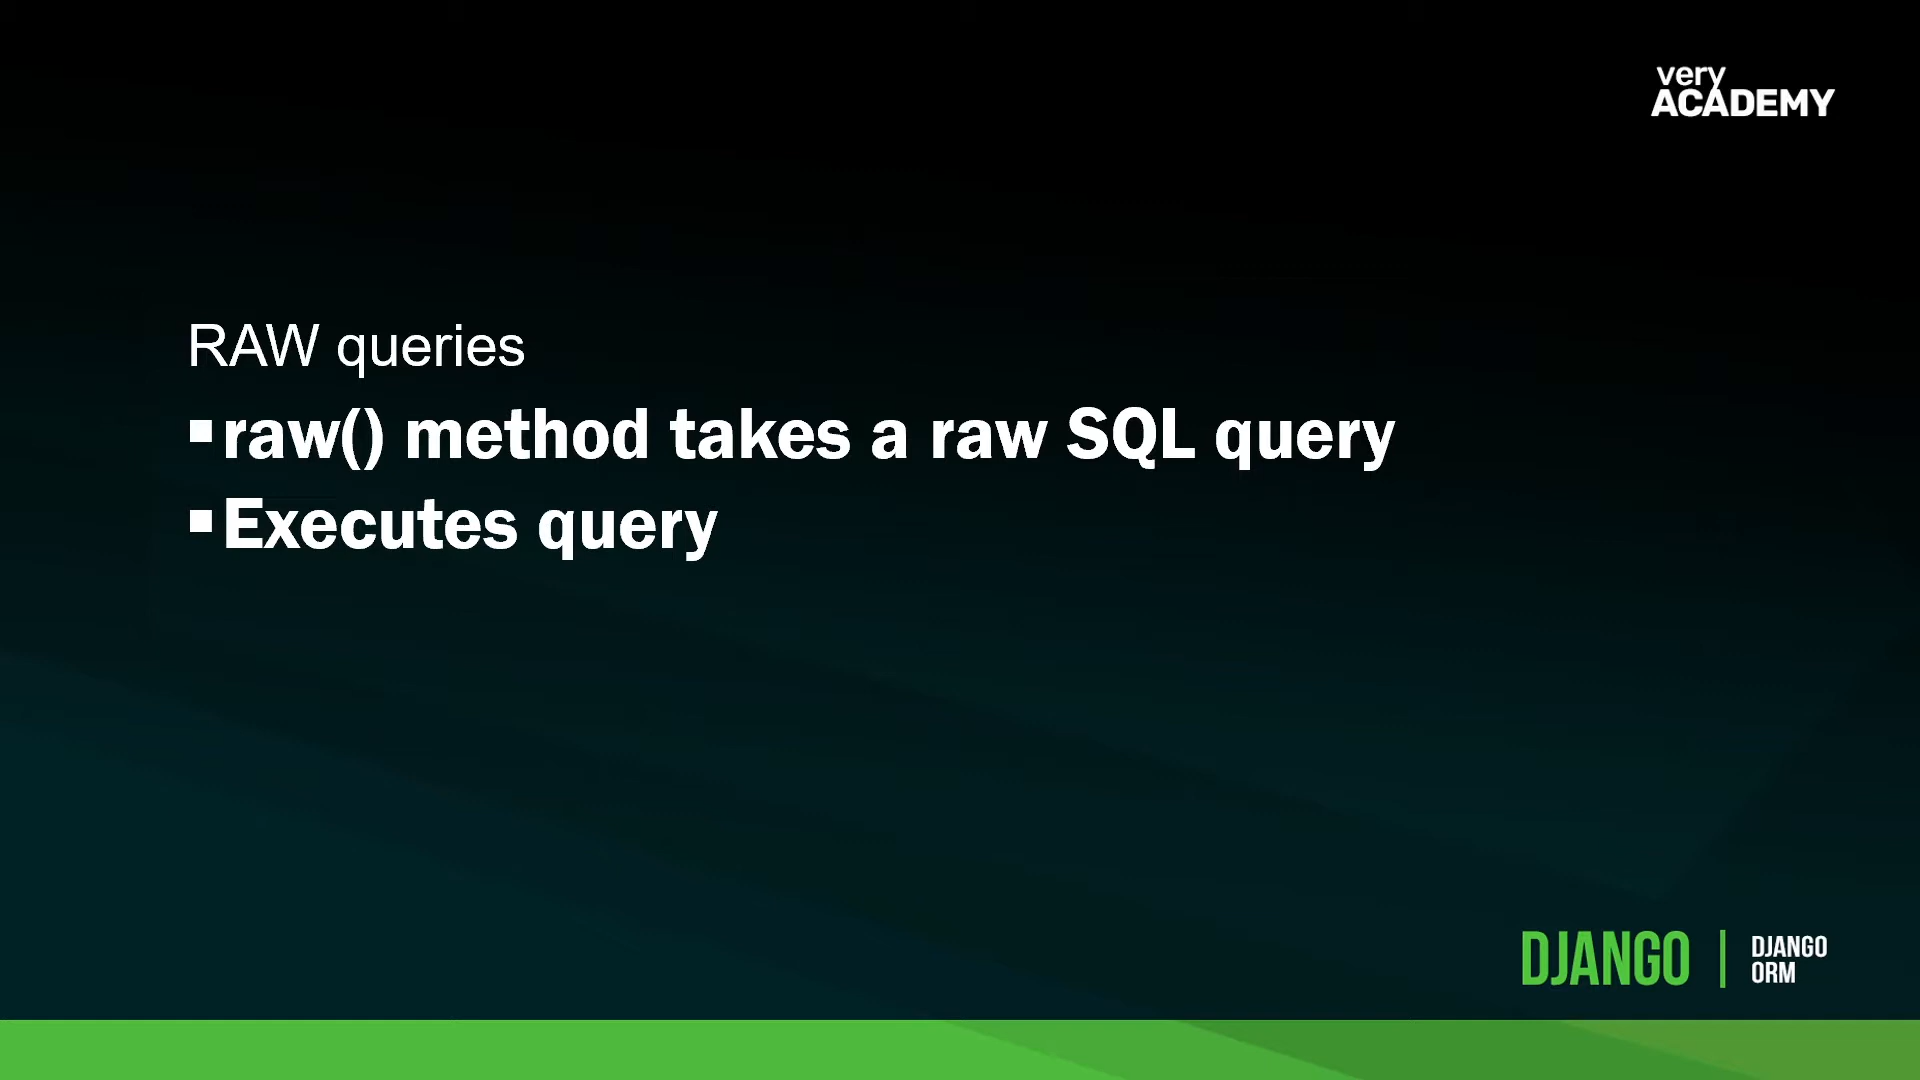 very
ACADEMY
RAW queries
▪raw() method takes a raw SQL query
▪Executes query
DJANGO | DJANGO
ORM